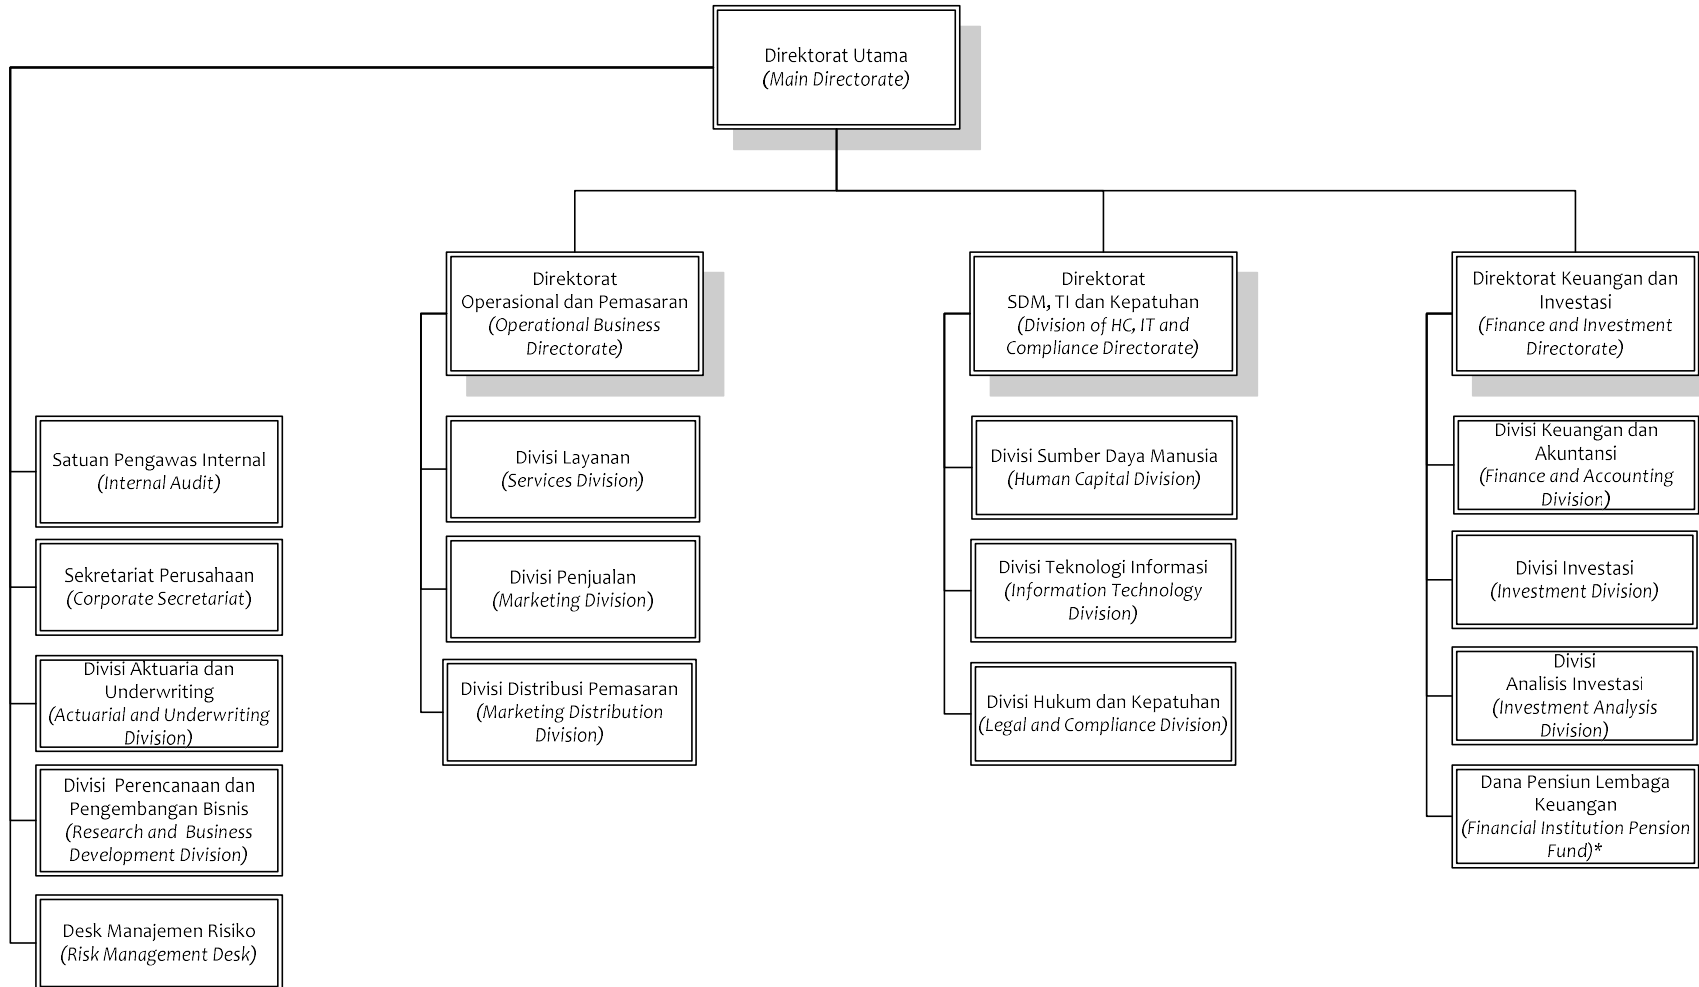 Direktorat Utama
(Main Directorate)
Direktorat
Operasional dan Pemasaran
(Operational Business
Directorate)
Direktorat
SDM, TI dan Kepatuhan
(Division of HC, IT and
Compliance Directorate)
Direktorat Keuangan dan
Investasi
(Finance and Investment
Directorate)
Satuan Pengawas Internal
(Internal Audit)
Sekretariat Perusahaan
(Corporate Secretariat)
Divisi Aktuaria dan
Underwriting
(Actuarial and Underwriting
Division)
Divisi Perencanaan dan
Pengembangan Bisnis
(Research and Business
Development Division)
Desk Manajemen Risiko
(Risk Management Desk)
Divisi Layanan
(Services Division)
Divisi Penjualan
(Marketing Division)
Divisi Distribusi Pemasaran
(Marketing Distribution
Division)
Divisi Sumber Daya Manusia
(Human Capital Division)
Divisi Teknologi Informasi
(Information Technology
Division)
Divisi Hukum dan Kepatuhan
(Legal and Compliance Division)
Divisi Keuangan dan
Akuntansi
(Finance and Accounting
Division)
Divisi Investasi
(Investment Division)
Divisi
Analisis Investasi
(Investment Analysis
Division)
Dana Pensiun Lembaga
Keuangan
(Financial Institution Pension
Fund)*